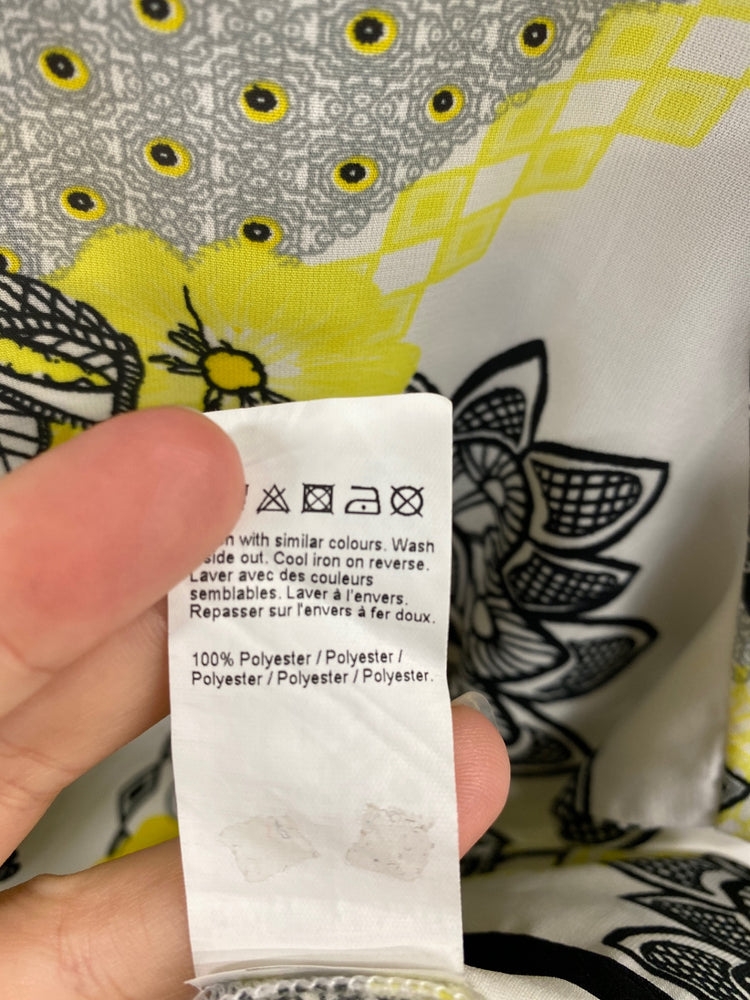 with similar colours. Wash
out. Cool iron on reverse.
Laver avec des couleurs
semblables. Laver à l'envers.
Repasser sur l'envers à fer doux.
100% Polyester / Polyester /
Polyester / Polyester / Polyester.